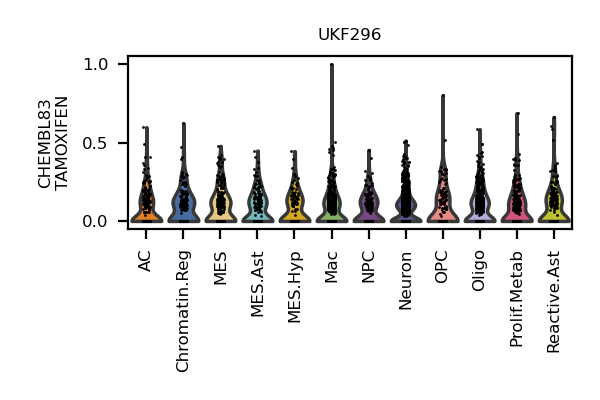 UKF296
CHEMBL83
TAMOXIFEN
1.0
0.5
0.0
AC
Chromatin.Reg
MES
MES.Ast
MES.Hyp
Mac
NPC
Neuron
OPC
Oligo
Prolif.Metab
Reactive.Ast